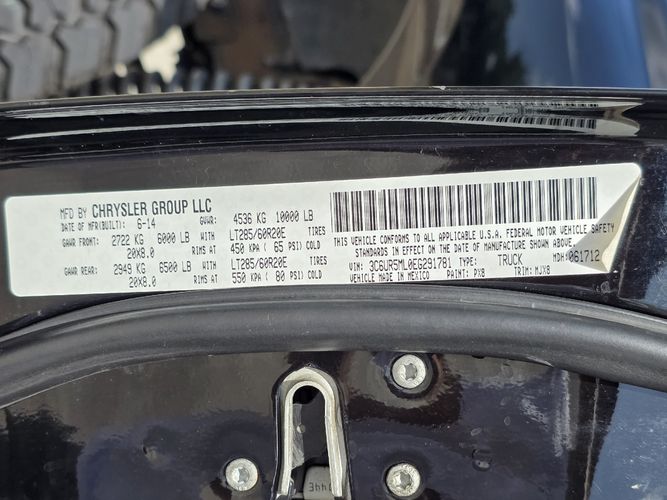 MFD BY CHRYSLER GROUP LLC
DATE OF MFR(BUILT): 6-14 GVWR: 4536 KG 10000 LB
GAWR FRONT: 2722 KG 6000 LB WITH LT285/60R20E TIRES
20X8.0 RIMS AT 450 KPA ( 65 PSI) COLD
GAWR REAR: 2949 KG 6500 LB WITH LT285/60R20E TIRES
20X8.0 RIMS AT 550 KPA ( 80 PSI) COLD
THIS VEHICLE CONFORMS TO ALL APPLICABLE U.S.A. FEDERAL MOTOR VEHICLE SAFETY
STANDARDS IN EFFECT ON THE DATE OF MANUFACTURE SHOWN ABOVE.
VIN: 3C6UR5ML0EG291781 TYPE: TRUCK MDH: 061712
VEHICLE MADE IN MEXICO PAINT: PX8 TRIM: MJX8
44E